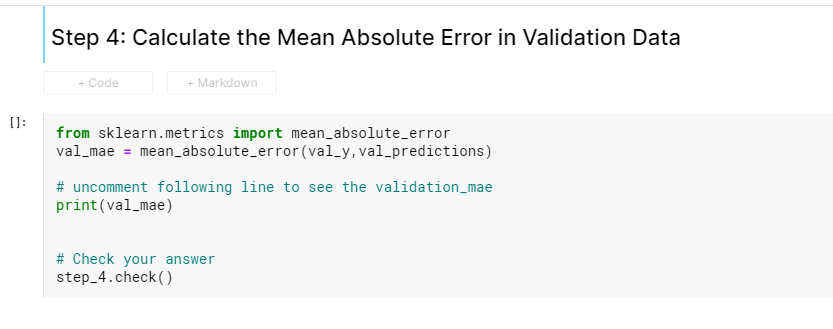 Step 4: Calculate the Mean Absolute Error in Validation Data
+ Code + Markdown
[]:
from sklearn.metrics import mean_absolute_error
val_mae = mean_absolute_error(val_y,val_predictions)
# uncomment following line to see the validation_mae
print(val_mae)
# Check your answer
step_4.check()